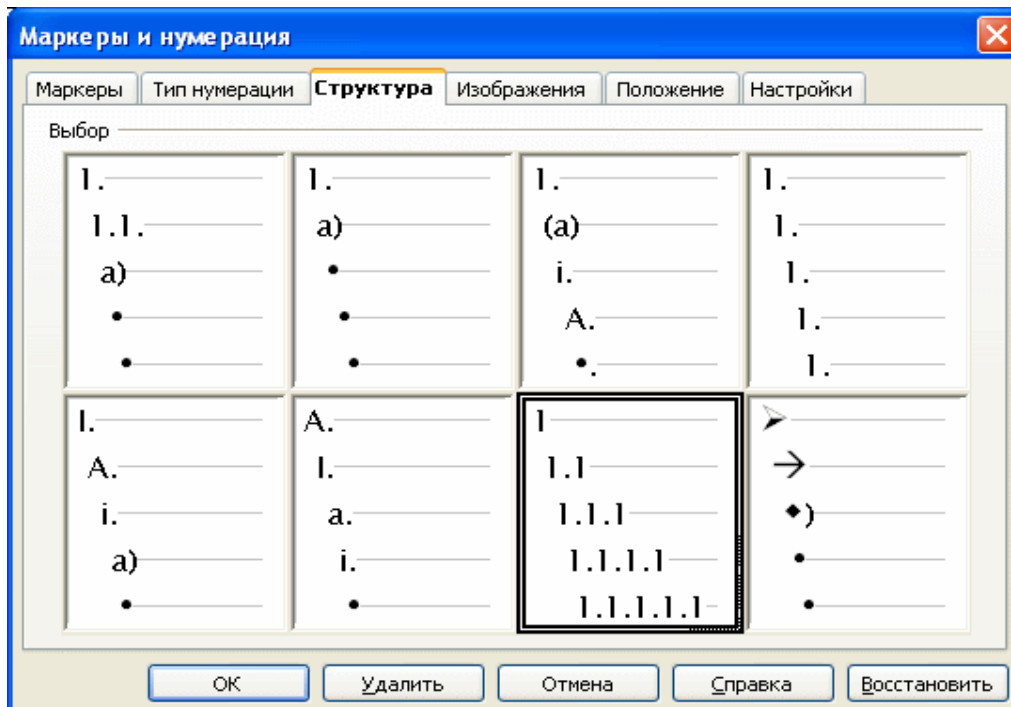 Маркеры и нумерация
Маркеры Тип нумерации Структура Изображения Положение Настройки
Выбор
1. 1. 1. 1.
1.1. a) (a) 1.
a) • i. 1.
• • A. 1.
• • •. 1.
I. A. 1 ➢
A. I. 1.1 →
i. a. 1.1.1 ◆)
a) i. 1.1.1.1 •
• • 1.1.1.1.1 •
ОК Удалить Отмена Справка Восстановить